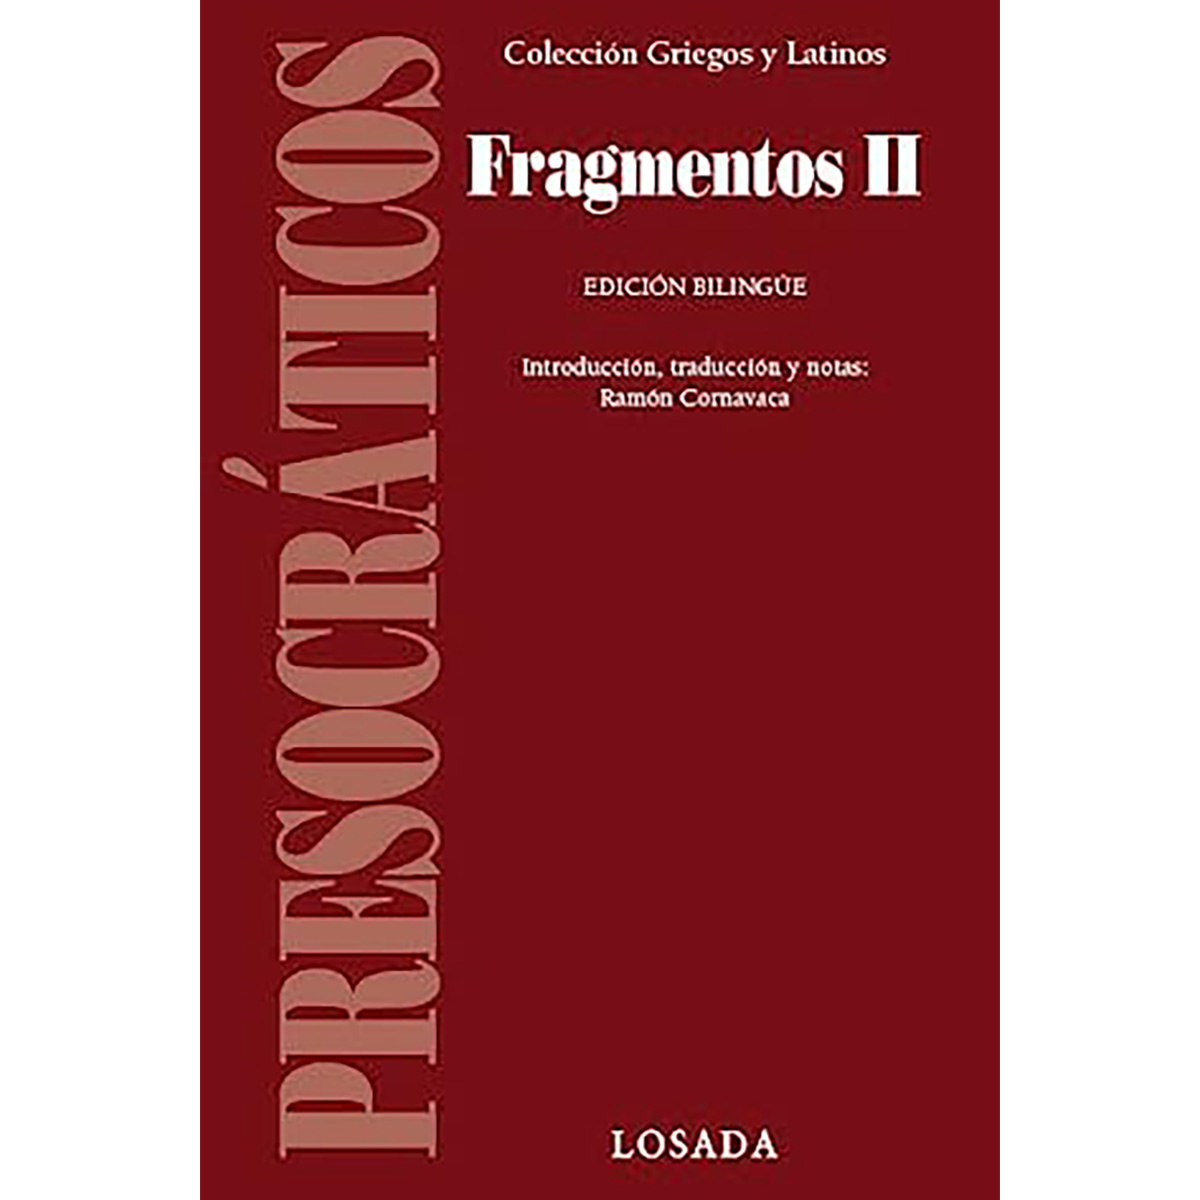 PRESOCRÁTICOS
Colección Griegos y Latinos
Fragmentos II
EDICIÓN BILINGÜE
Introducción, traducción y notas:
Ramón Cornavaca
LOSADA